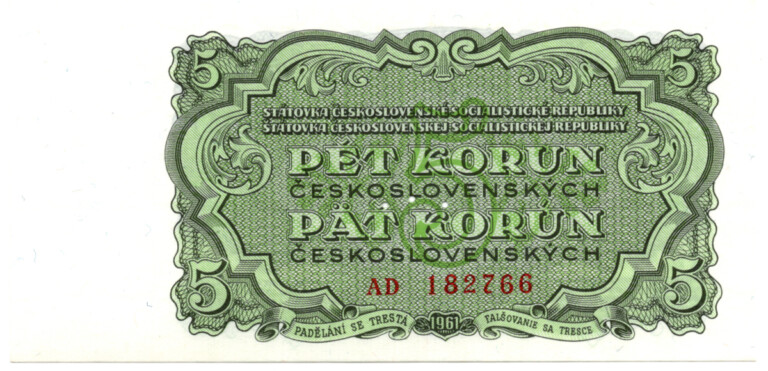 5 5
STÁTOVKA ČESKOSLOVENSKÉ SOCIALISTICKÉ REPUBLIKY
ŠTÁTOVKA ČESKOSLOVENSKEJ SOCIALISTICKEJ REPUBLIKY
PĚT KORUN
ČESKOSLOVENSKÝCH
PÄŤ KORÚN
ČESKOSLOVENSKÝCH
AD 182766
5 5
PADĚLÁNÍ SE TRESTÁ 1961 FALŠOVANIE SA TRESCE